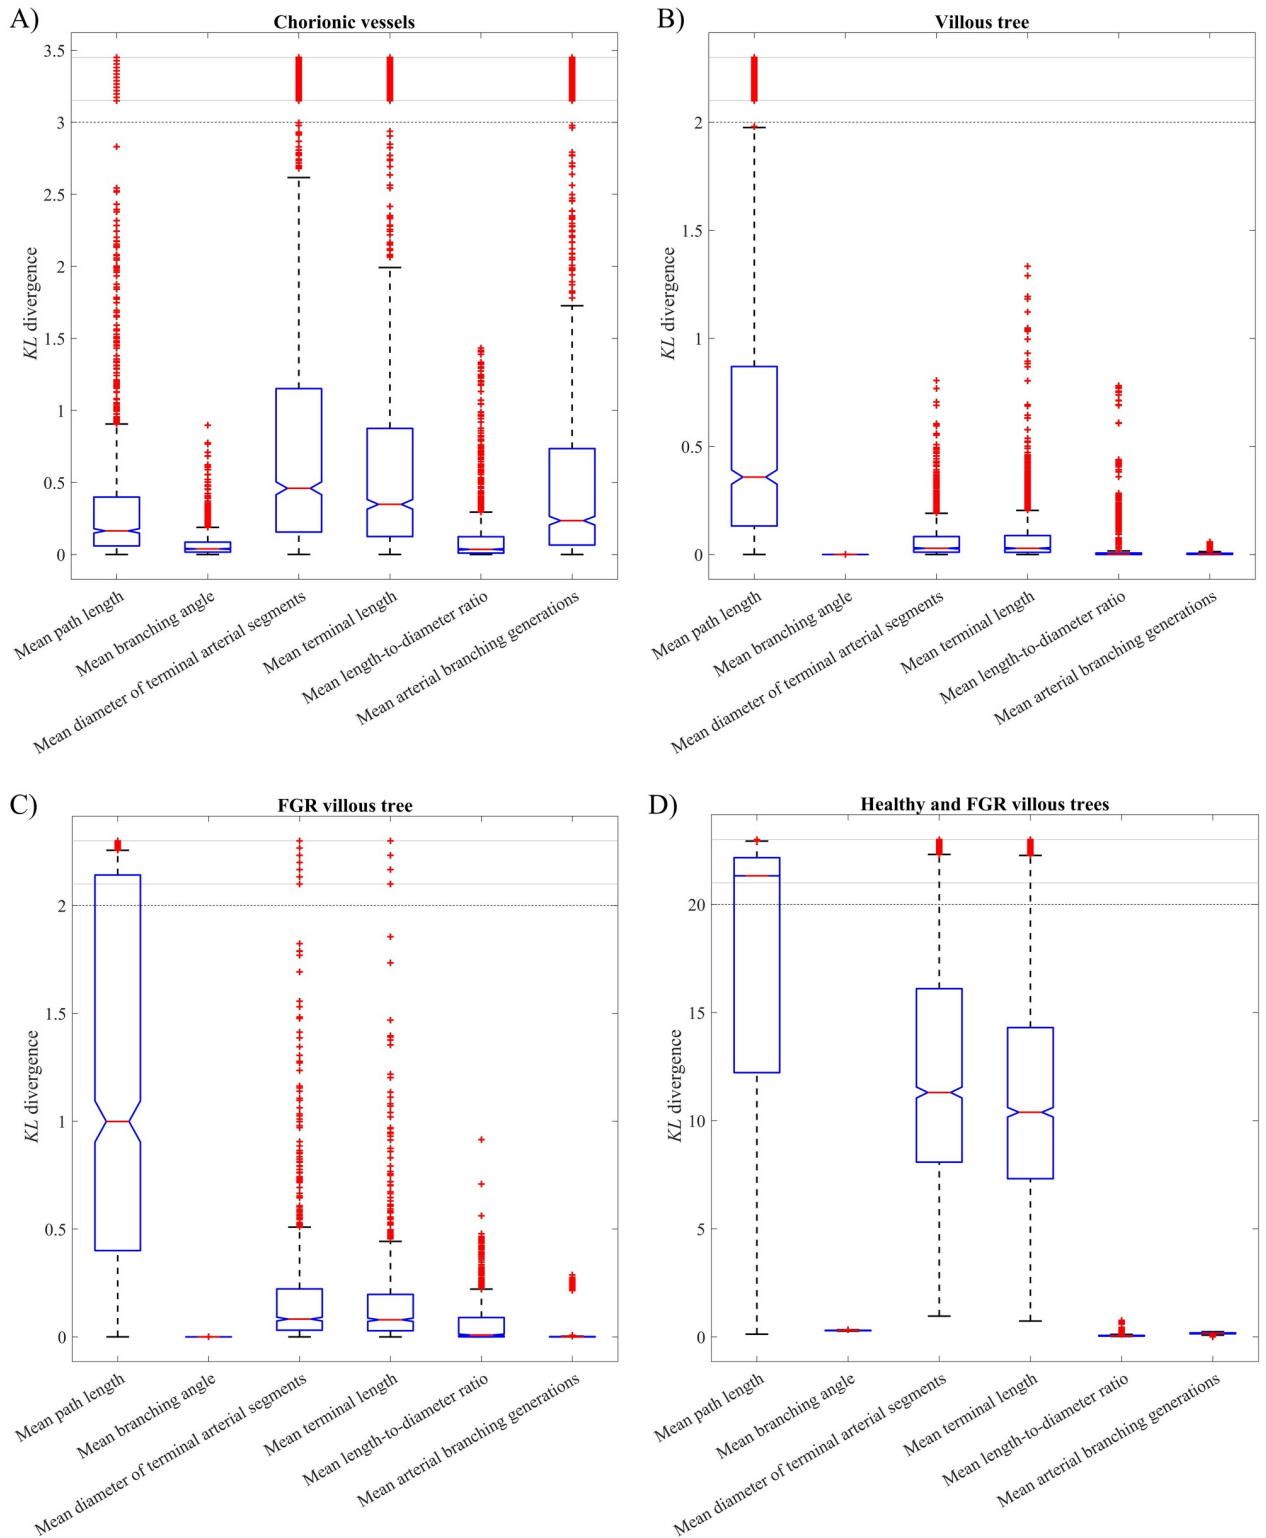 A)
Chorionic vessels
3.5
3
2.5
2
1.5
1
0.5
0
KL divergence
Mean path length
Mean branching angle
Mean diameter of terminal arterial segments
Mean terminal length
Mean length-to-diameter ratio
Mean arterial branching generations
B)
Villous tree
2
1.5
1
0.5
0
KL divergence
Mean path length
Mean branching angle
Mean diameter of terminal arterial segments
Mean terminal length
Mean length-to-diameter ratio
Mean arterial branching generations
C)
FGR villous tree
2
1.5
1
0.5
0
KL divergence
Mean path length
Mean branching angle
Mean diameter of terminal arterial segments
Mean terminal length
Mean length-to-diameter ratio
Mean arterial branching generations
D)
Healthy and FGR villous trees
20
15
10
5
0
KL divergence
Mean path length
Mean branching angle
Mean diameter of terminal arterial segments
Mean terminal length
Mean length-to-diameter ratio
Mean arterial branching generations